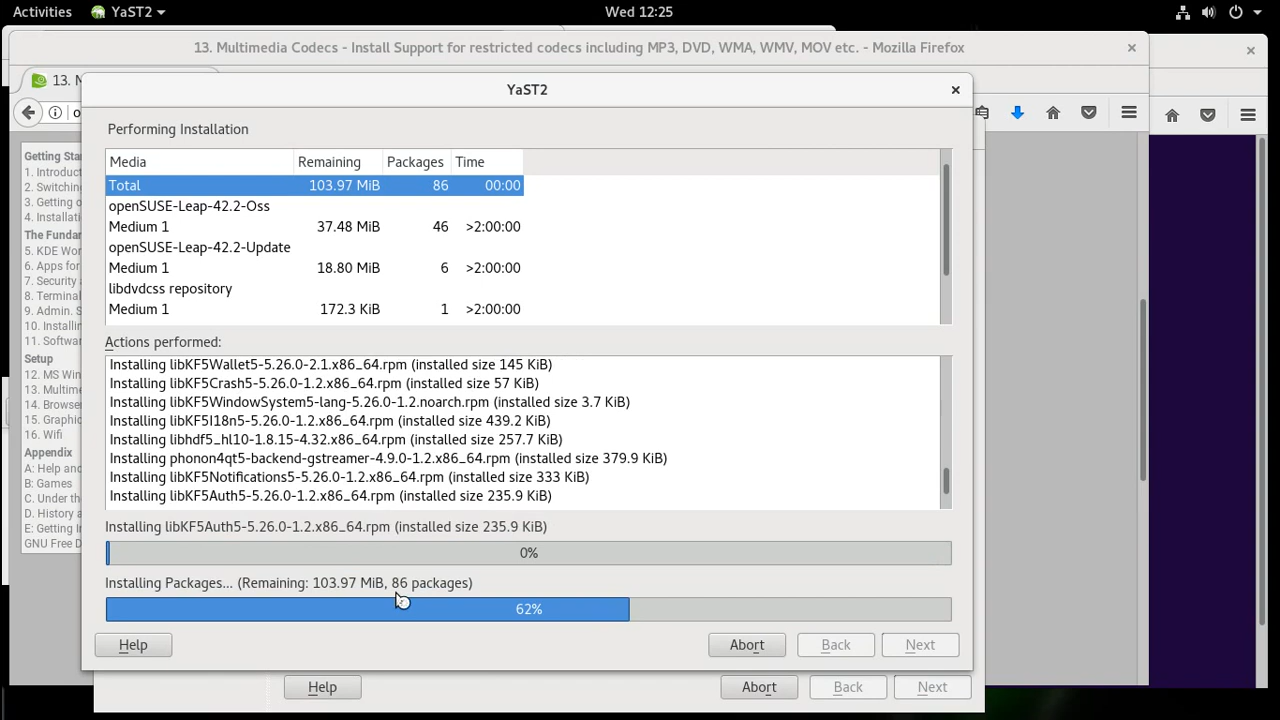 Activities
YaST2
Wed 12:25
13. Multimedia Codecs - Install Support for restricted codecs including MP3, DVD, WMA, WMV, MOV etc. - Mozilla Firefox
13.
YaST2
Performing Installation
Media Remaining Packages Time
Total 103.97 MiB 86 00:00
openSUSE-Leap-42.2-Oss
Medium 1 37.48 MiB 46 >2:00:00
openSUSE-Leap-42.2-Update
Medium 1 18.80 MiB 6 >2:00:00
libdvdcss repository
Medium 1 172.3 KiB 1 >2:00:00
Actions performed:
Installing libKF5Wallet5-5.26.0-2.1.x86_64.rpm (installed size 145 KiB)
Installing libKF5Crash5-5.26.0-1.2.x86_64.rpm (installed size 57 KiB)
Installing libKF5WindowSystem5-lang-5.26.0-1.2.noarch.rpm (installed size 3.7 KiB)
Installing libKF5I18n5-5.26.0-1.2.x86_64.rpm (installed size 439.2 KiB)
Installing libhdf5_hl10-1.8.15-4.32.x86_64.rpm (installed size 257.7 KiB)
Installing phonon4qt5-backend-gstreamer-4.9.0-1.2.x86_64.rpm (installed size 379.9 KiB)
Installing libKF5Notifications5-5.26.0-1.2.x86_64.rpm (installed size 333 KiB)
Installing libKF5Auth5-5.26.0-1.2.x86_64.rpm (installed size 235.9 KiB)
Installing libKF5Auth5-5.26.0-1.2.x86_64.rpm (installed size 235.9 KiB)
0%
Installing Packages... (Remaining: 103.97 MiB, 86 packages)
62%
Help Abort Back Next
Help Abort Back Next
Getting
1.
2.
3. Getting
4.
The
5. KDE
6. Apps for
7. Security
8.
9. Admin.
10.
11.
Setup
12. MS
13.
14.
15.
16. Wifi
Appendix
A: Help and
B: Games
C. Under
D. History
E: Getting
GNU Free